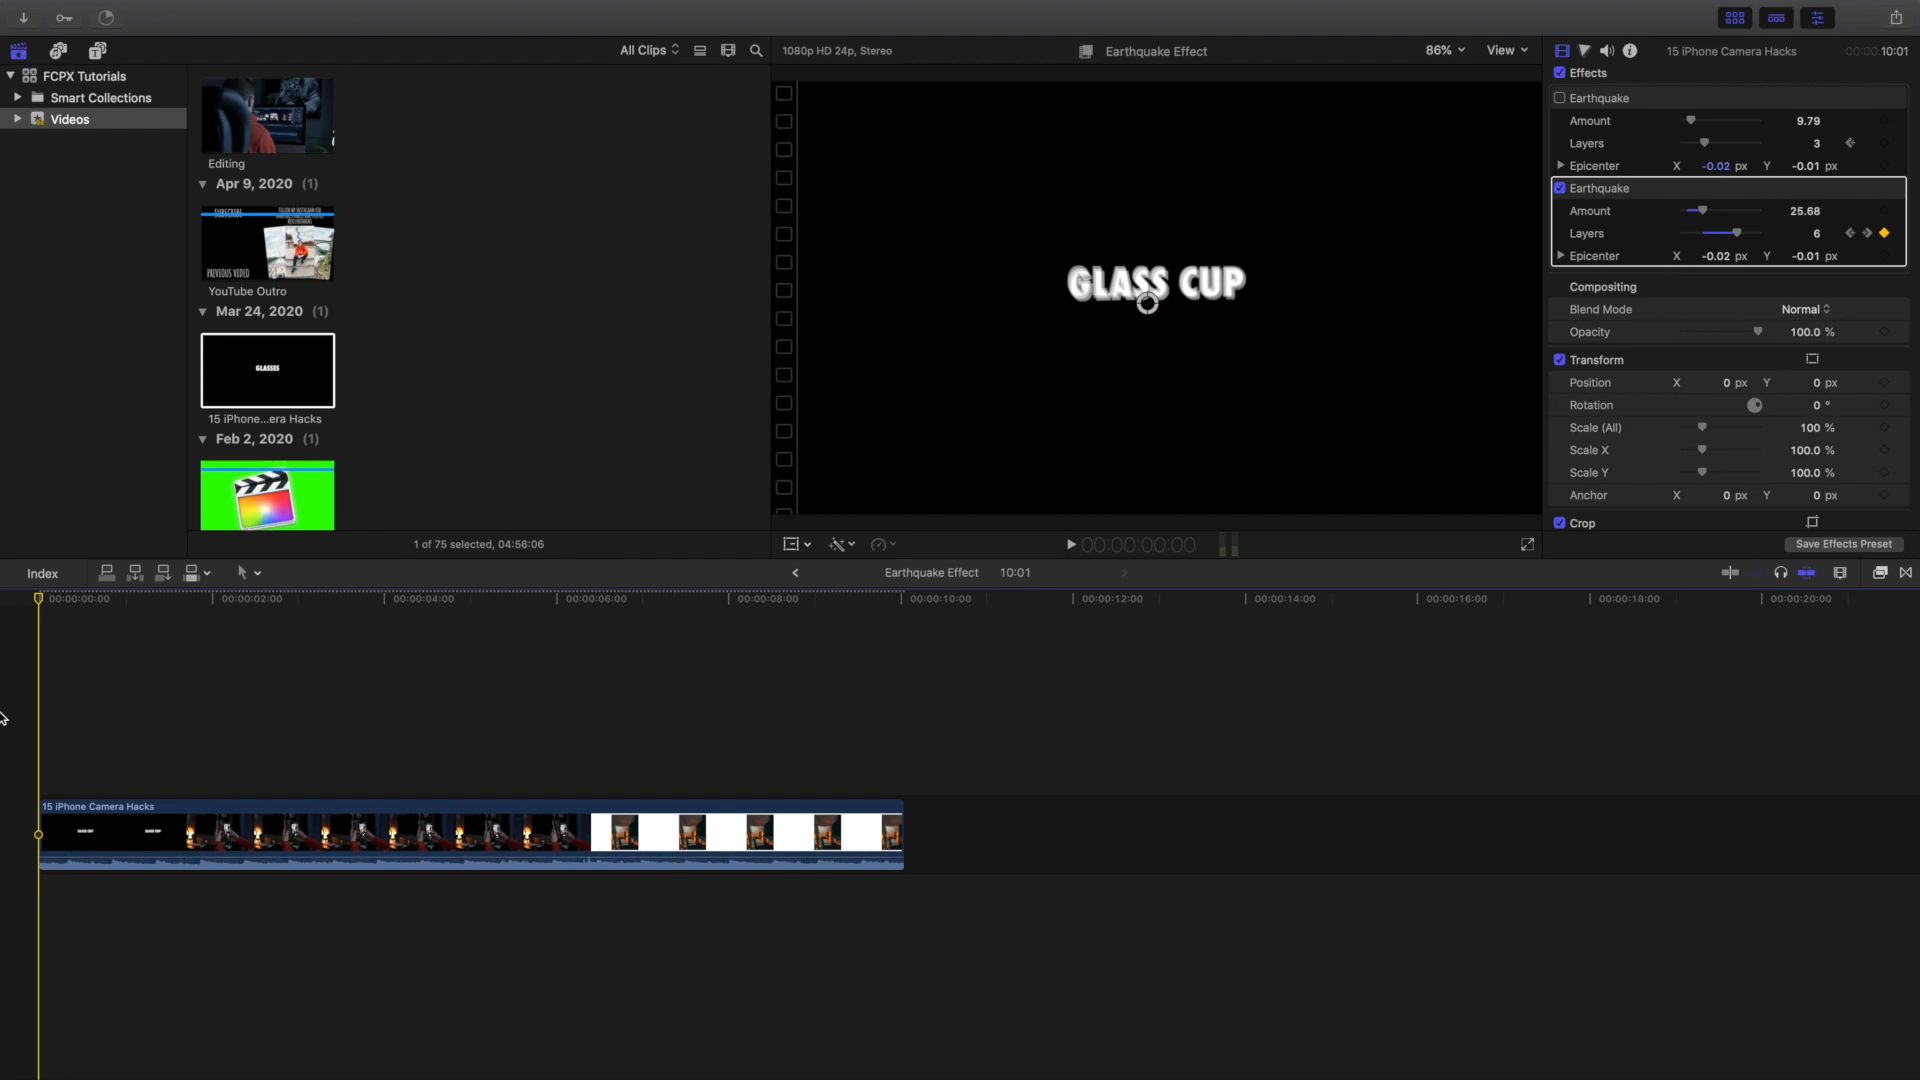 All Clips
1080p HD 24p, Stereo
Earthquake Effect
86%
View
15 iPhone Camera Hacks
00:00:10:01
FCPX Tutorials
Smart Collections
Videos
Editing
Apr 9, 2020 (1)
SUBSCRIBE
PREVIOUS VIDEO
YouTube Outro
Mar 24, 2020 (1)
GLASSES
15 iPhone...era Hacks
Feb 2, 2020 (1)
1 of 75 selected, 04:56:06
GLASS CUP
00:00:00:00
Effects
Earthquake
Amount 9.79
Layers 3
Epicenter X -0.02 px Y -0.01 px
Earthquake
Amount 25.68
Layers 6
Epicenter X -0.02 px Y -0.01 px
Compositing
Blend Mode Normal
Opacity 100.0 %
Transform
Position X 0 px Y 0 px
Rotation 0 °
Scale (All) 100 %
Scale X 100.0 %
Scale Y 100.0 %
Anchor X 0 px Y 0 px
Crop
Save Effects Preset
Index
Earthquake Effect 10:01
00:00:00:00 00:00:02:00 00:00:04:00 00:00:06:00 00:00:08:00 00:00:10:00 00:00:12:00 00:00:14:00 00:00:16:00 00:00:18:00 00:00:20:00
15 iPhone Camera Hacks
GLASS CUP GLASS CUP